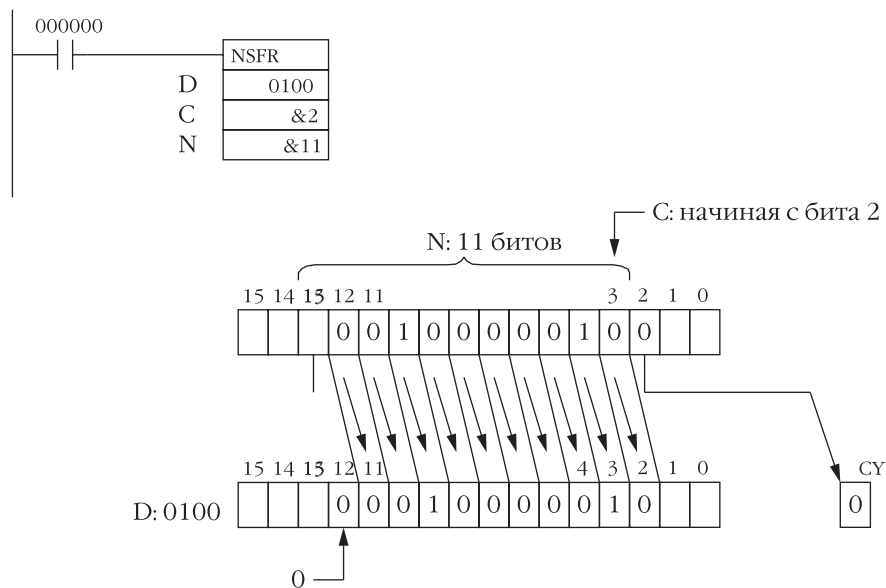 000000
NSFR
D 0100
C &2
N &11
C: начиная с бита 2
N: 11 битов
15 14 13 12 11 3 2 1 0
0 0 1 0 0 0 0 0 1 0 0
15 14 13 12 11 4 3 2 1 0 CY
D: 0100 0 0 0 1 0 0 0 0 0 1 0 0
0